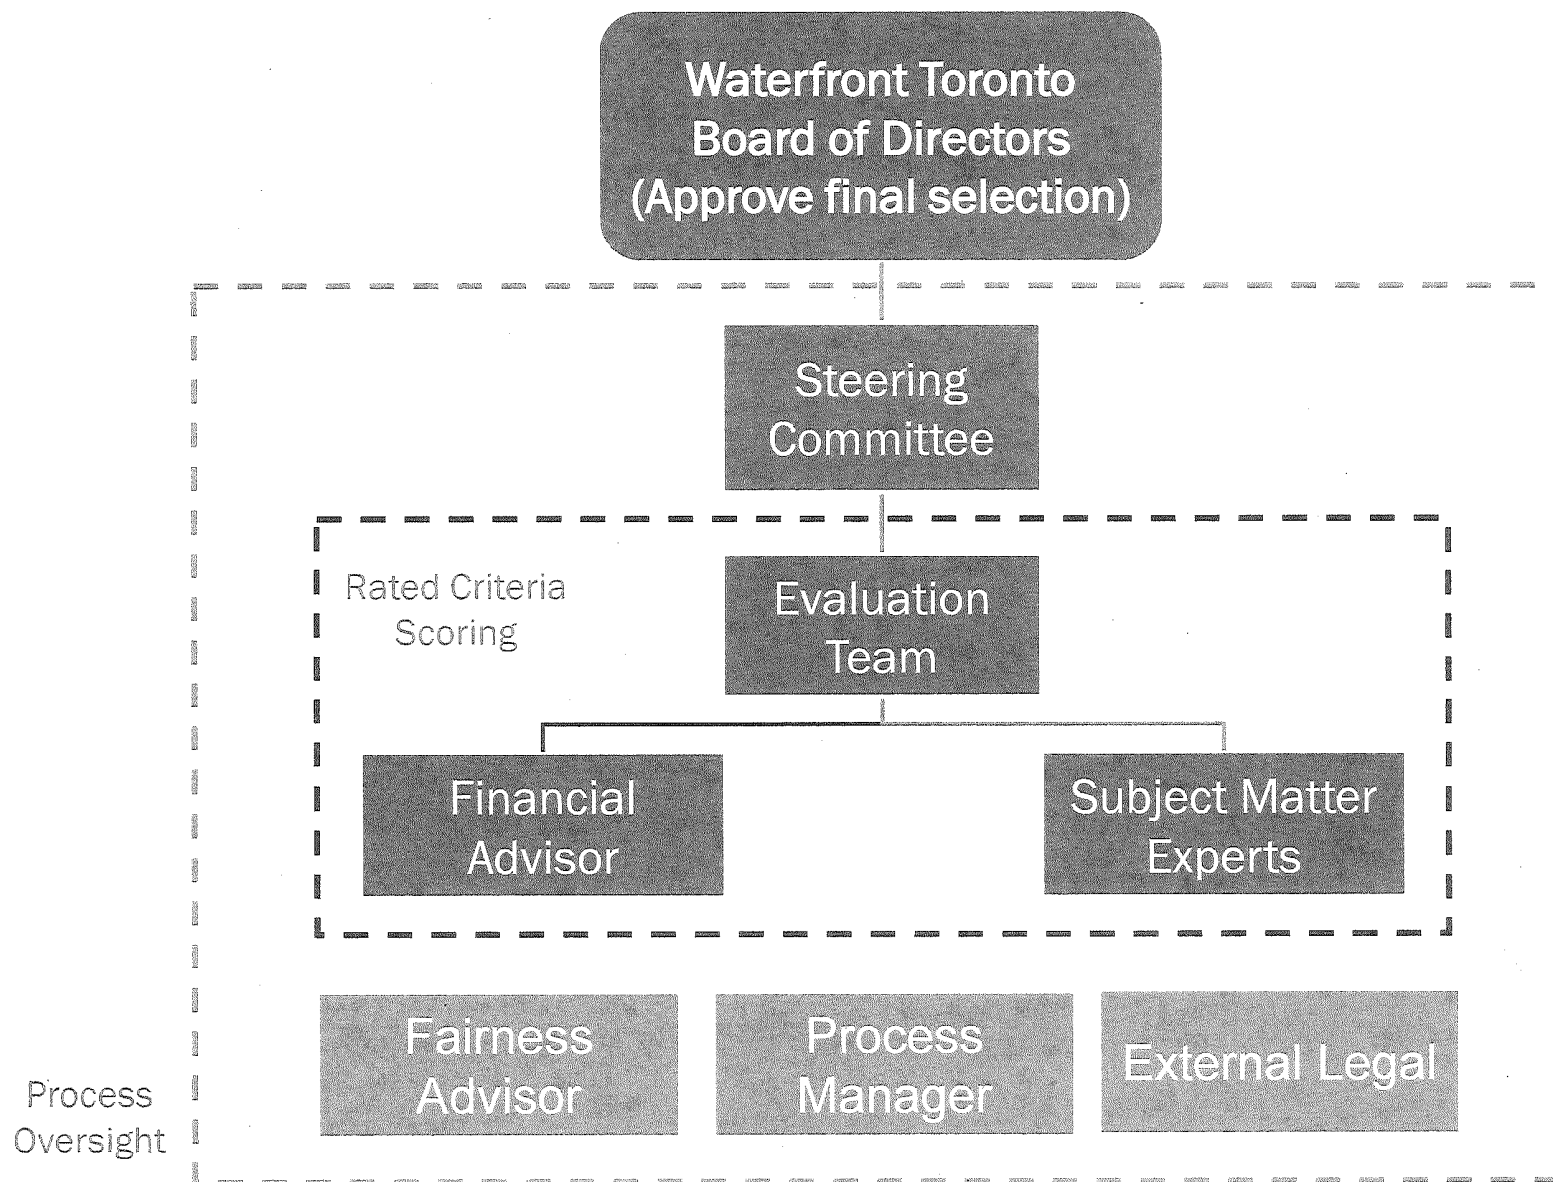 Waterfront Toronto
Board of Directors
(Approve final selection)
Steering
Committee
Rated Criteria
Scoring
Evaluation
Team
Financial
Advisor
Subject Matter
Experts
Fairness
Advisor
Process
Manager
External Legal
Process
Oversight